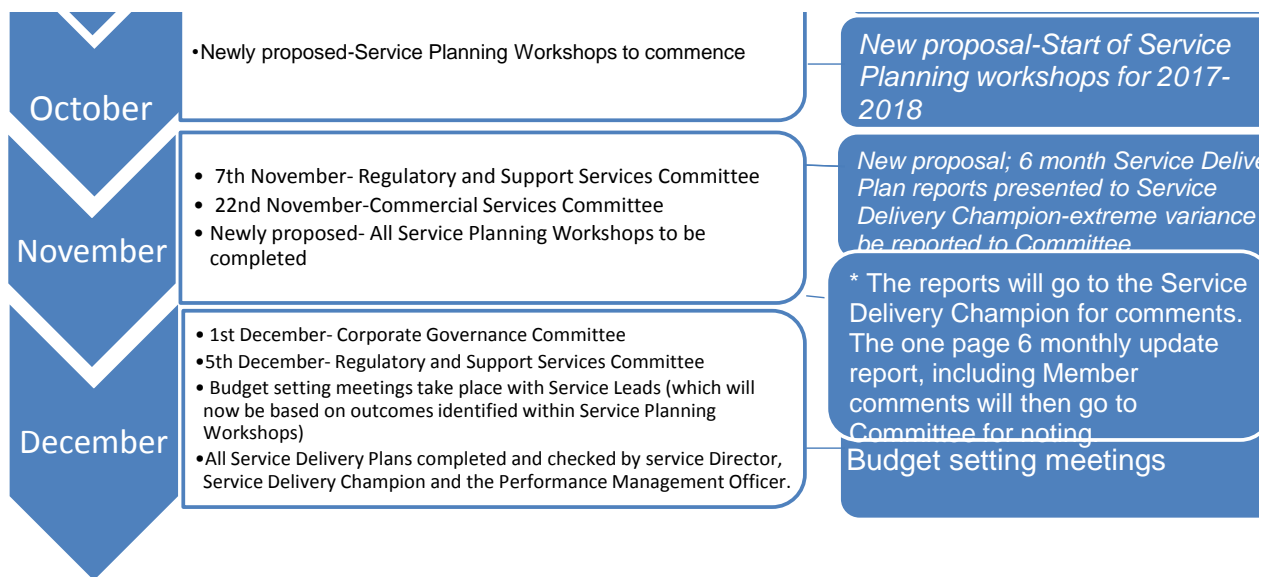 October
•Newly proposed-Service Planning Workshops to commence
New proposal-Start of Service
Planning workshops for 2017-
2018
November
• 7th November- Regulatory and Support Services Committee
• 22nd November-Commercial Services Committee
• Newly proposed- All Service Planning Workshops to be
completed
New proposal; 6 month Service Delive
Plan reports presented to Service
Delivery Champion-extreme variance
be reported to Committee
* The reports will go to the Service
Delivery Champion for comments.
The one page 6 monthly update
report, including Member
comments will then go to
Committee for noting
December
• 1st December- Corporate Governance Committee
•5th December- Regulatory and Support Services Committee
• Budget setting meetings take place with Service Leads (which will
now be based on outcomes identified within Service Planning
Workshops)
•All Service Delivery Plans completed and checked by service Director,
Service Delivery Champion and the Performance Management Officer.
Budget setting meetings